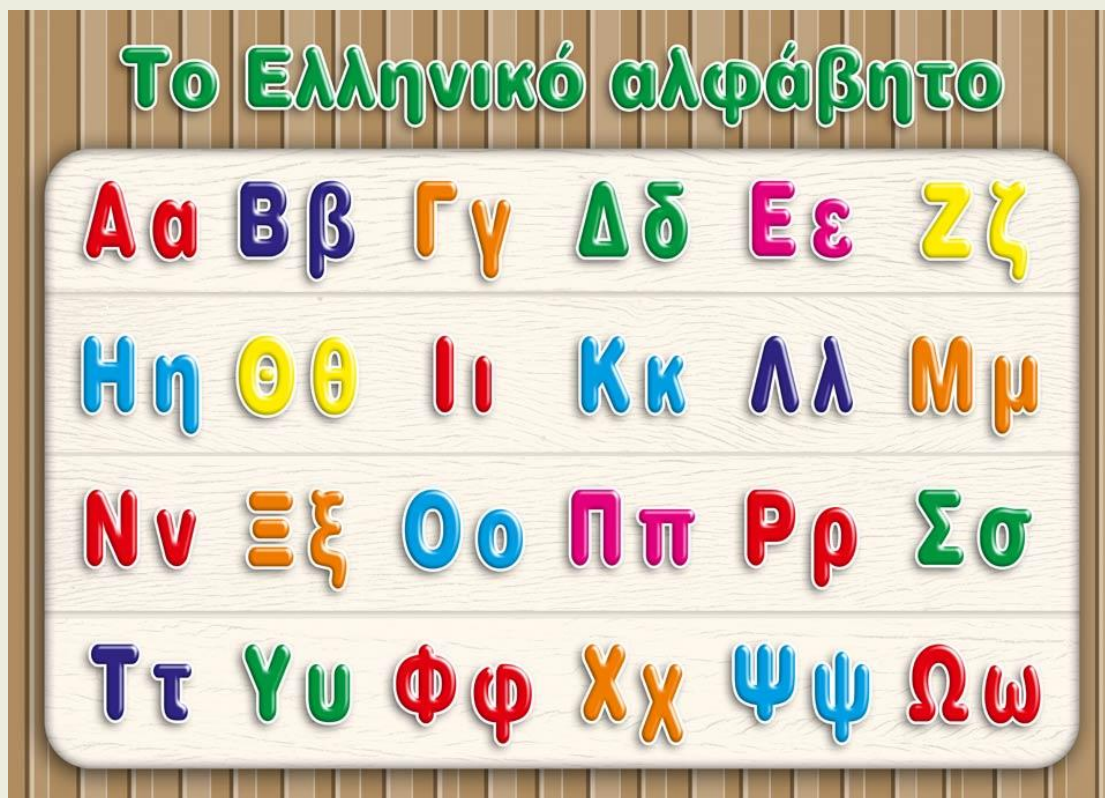 Το Ελληνικό αλφάβητο
Αα Ββ Γγ Δδ Εε Ζζ
Ηη Θθ Ιι Κκ Λλ Μμ
Νν Ξξ Οο Ππ Ρρ Σσ
Ττ Υυ Φφ Χχ Ψψ Ωω